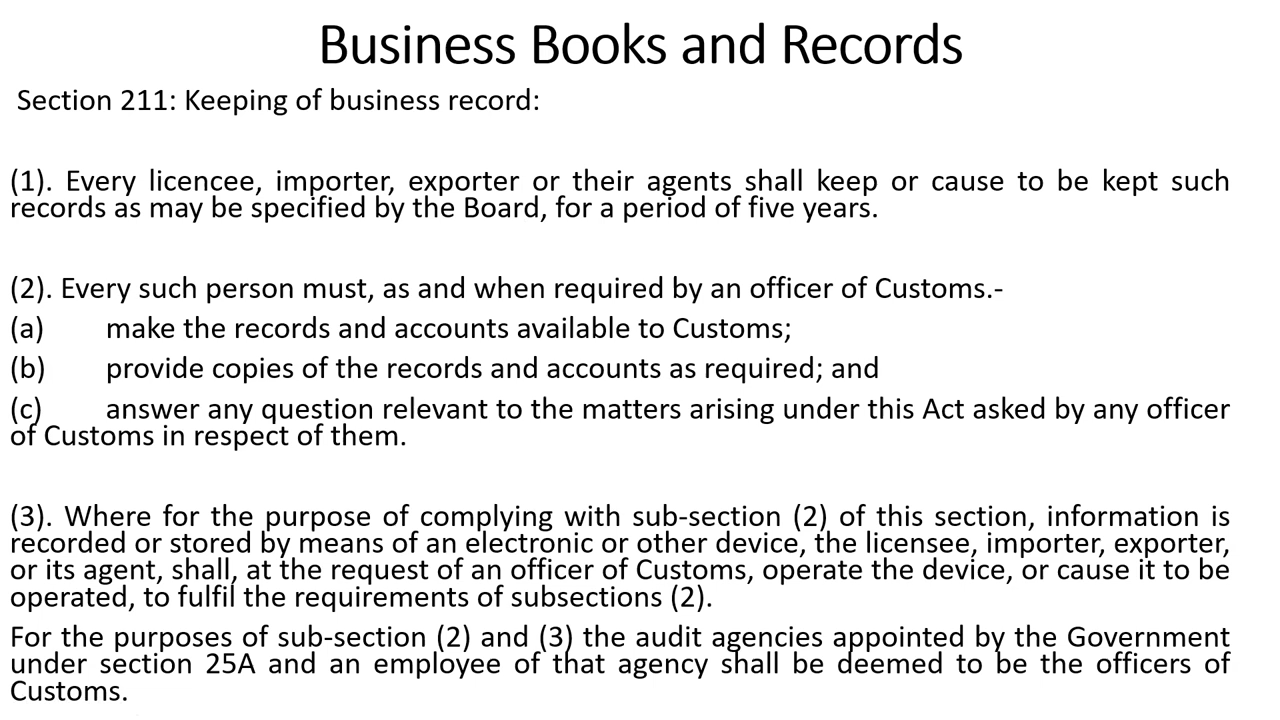 Business Books and Records
Section 211: Keeping of business record:
(1). Every licencee, importer, exporter or their agents shall keep or cause to be kept such
records as may be specified by the Board, for a period of five years.
(2). Every such person must, as and when required by an officer of Customs.-
(a) make the records and accounts available to Customs;
(b) provide copies of the records and accounts as required; and
(c) answer any question relevant to the matters arising under this Act asked by any officer
of Customs in respect of them.
(3). Where for the purpose of complying with sub-section (2) of this section, information is
recorded or stored by means of an electronic or other device, the licensee, importer, exporter,
or its agent, shall, at the request of an officer of Customs, operate the device, or cause it to be
operated, to fulfil the requirements of subsections (2).
For the purposes of sub-section (2) and (3) the audit agencies appointed by the Government
under section 25A and an employee of that agency shall be deemed to be the officers of
Customs.